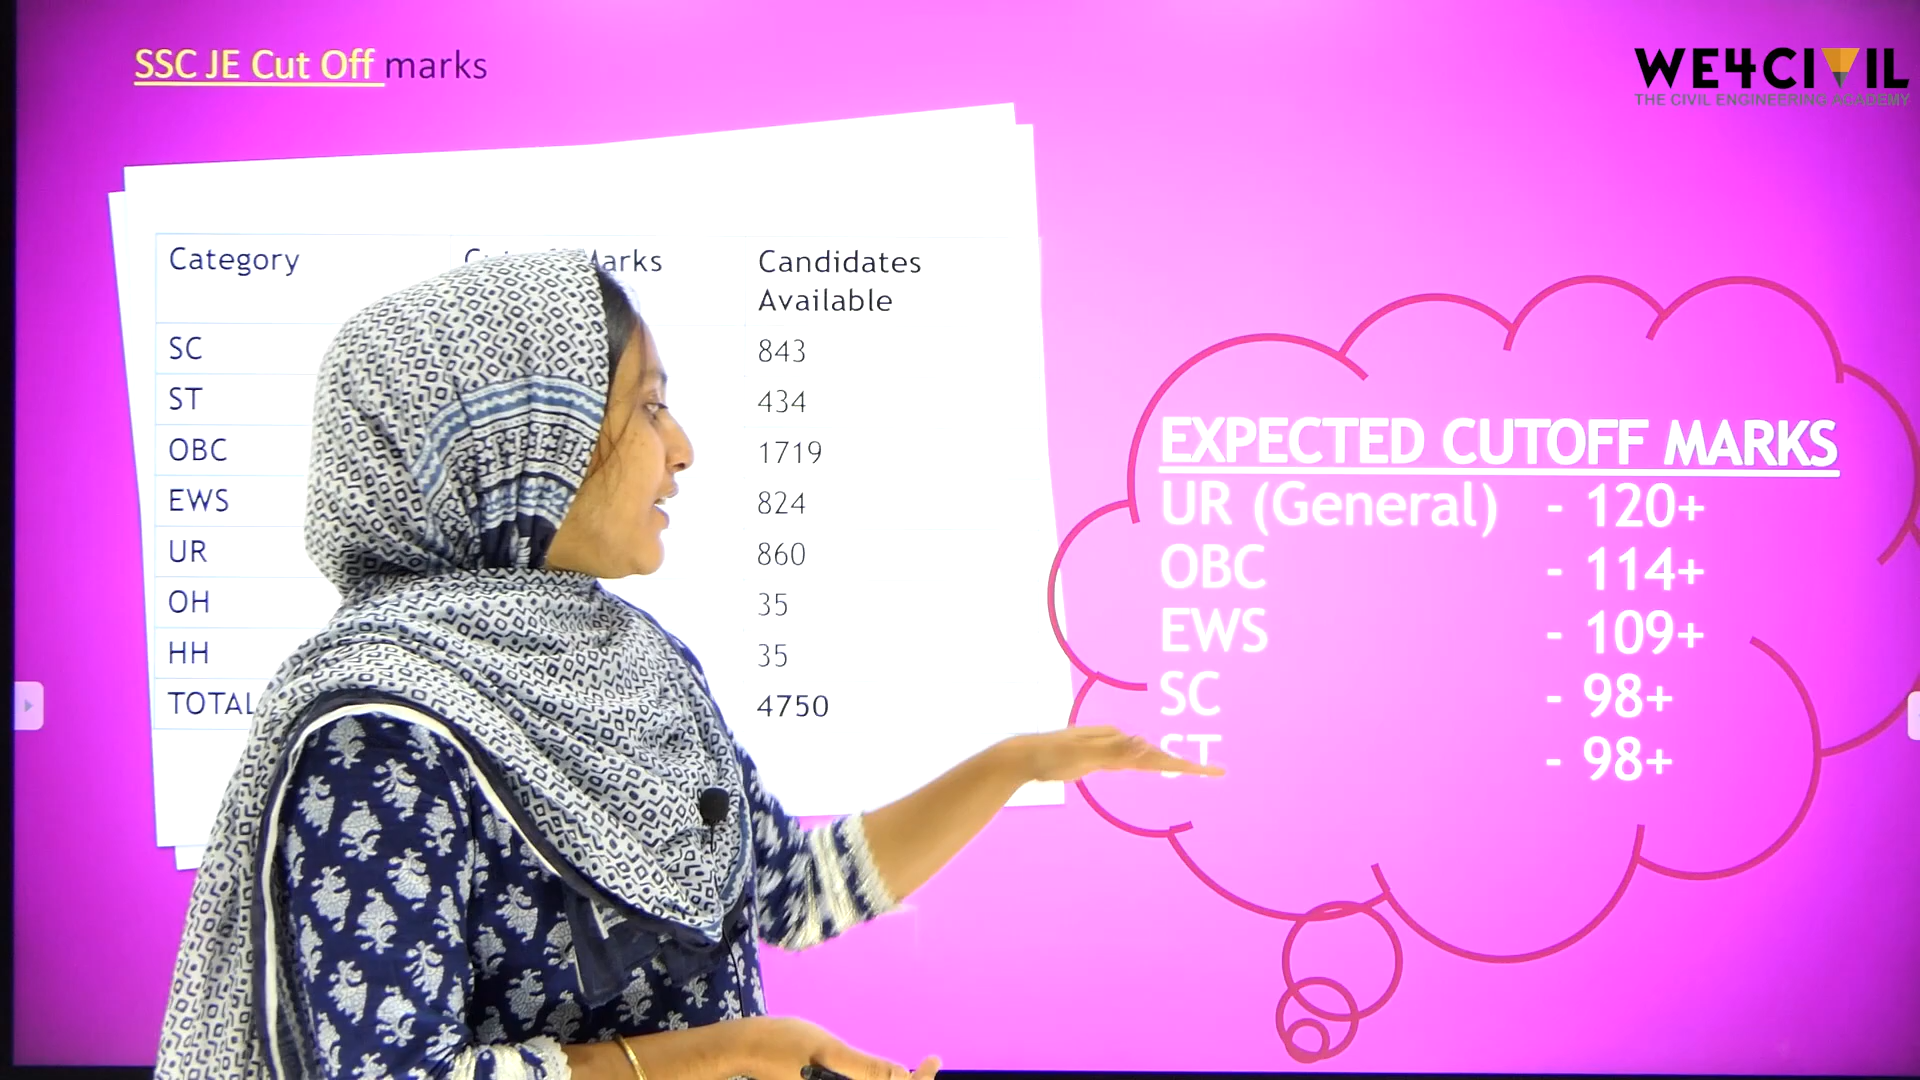 SSC JE Cut Off marks
WE4CIVIL
THE CIVIL ENGINEERING ACADEMY
Category Marks Candidates
Available
SC 843
ST 434
OBC 1719
EWS 824
UR 860
OH 35
HH 35
TOTAL 4750
EXPECTED CUTOFF MARKS
UR (General) - 120+
OBC - 114+
EWS - 109+
SC - 98+
ST - 98+